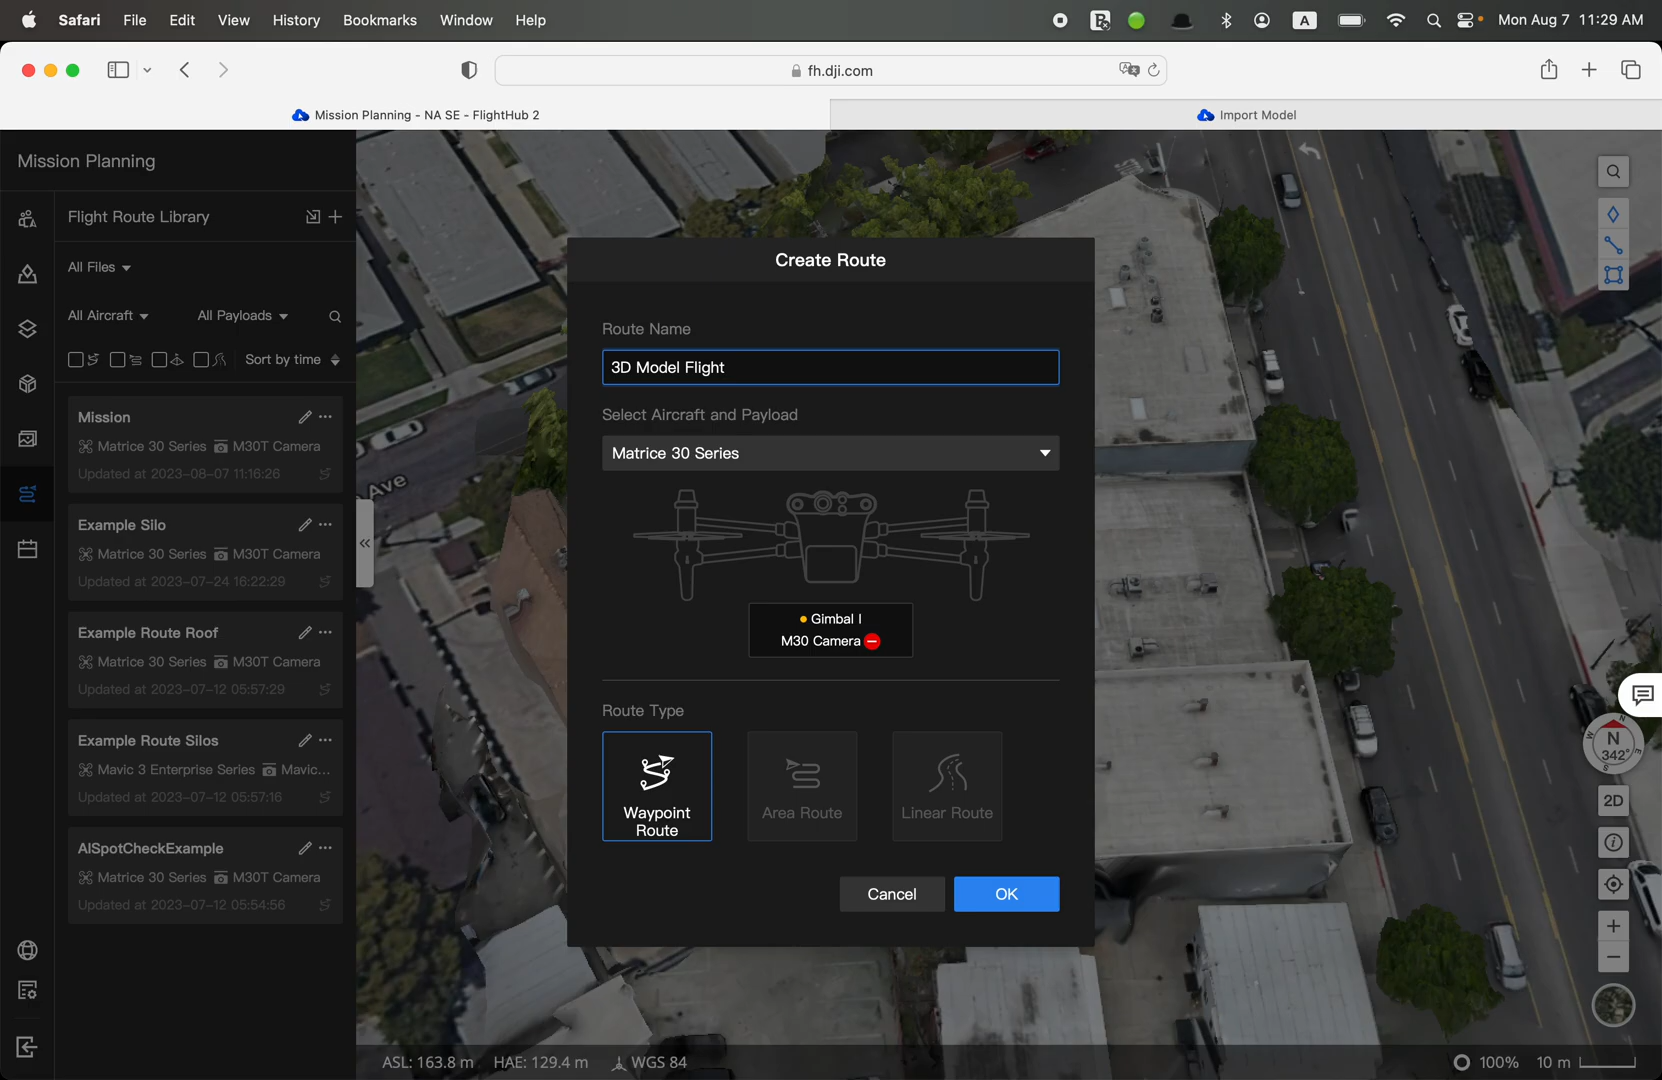 Safari File Edit View History Bookmarks Window Help
A
Mon Aug 7 11:29 AM
fh.dji.com
Mission Planning - NA SE - FlightHub 2
Import Model
Mission Planning
Flight Route Library
All Files
All Aircraft All Payloads
Sort by time
Mission
Matrice 30 Series M30T Camera
Updated at 2023-08-07 11:16:26
Example Silo
Matrice 30 Series M30T Camera
Updated at 2023-07-24 16:22:29
Example Route Roof
Matrice 30 Series M30T Camera
Updated at 2023-07-12 05:57:29
Example Route Silos
Mavic 3 Enterprise Series Mavic...
Updated at 2023-07-12 05:57:16
AISpotCheckExample
Matrice 30 Series M30T Camera
Updated at 2023-07-12 05:54:56
Ave
Create Route
Route Name
3D Model Flight
Select Aircraft and Payload
Matrice 30 Series
Gimbal I
M30 Camera
Route Type
Waypoint
Route
Area Route
Linear Route
Cancel
OK
N
W
N
E
342°
S
2D
ASL: 163.8 m HAE: 129.4 m WGS 84
100% 10 m